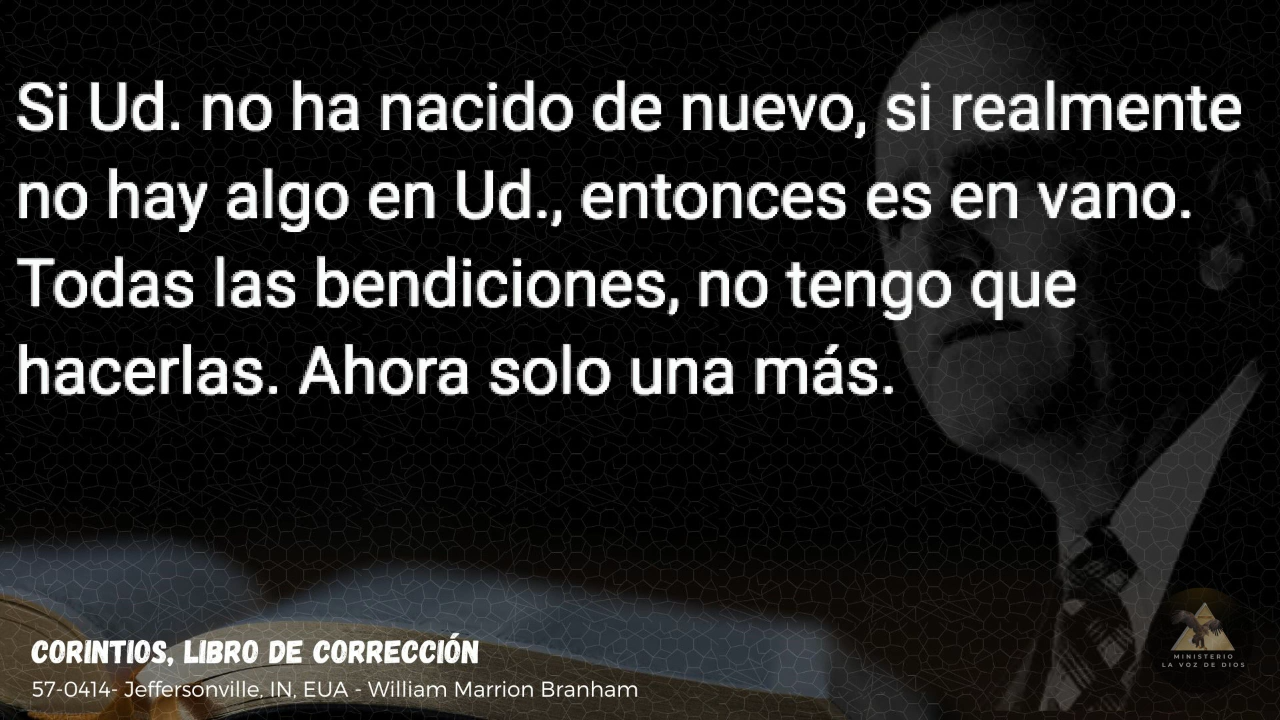 Si Ud. no ha nacido de nuevo, si realmente
no hay algo en Ud., entonces es en vano.
Todas las bendiciones, no tengo que
hacerlas. Ahora solo una más.
CORINTIOS, LIBRO DE CORRECCIÓN
57-0414- Jeffersonville, IN, EUA - William Marrion Branham
MINISTERIO
LA VOZ DE DIOS